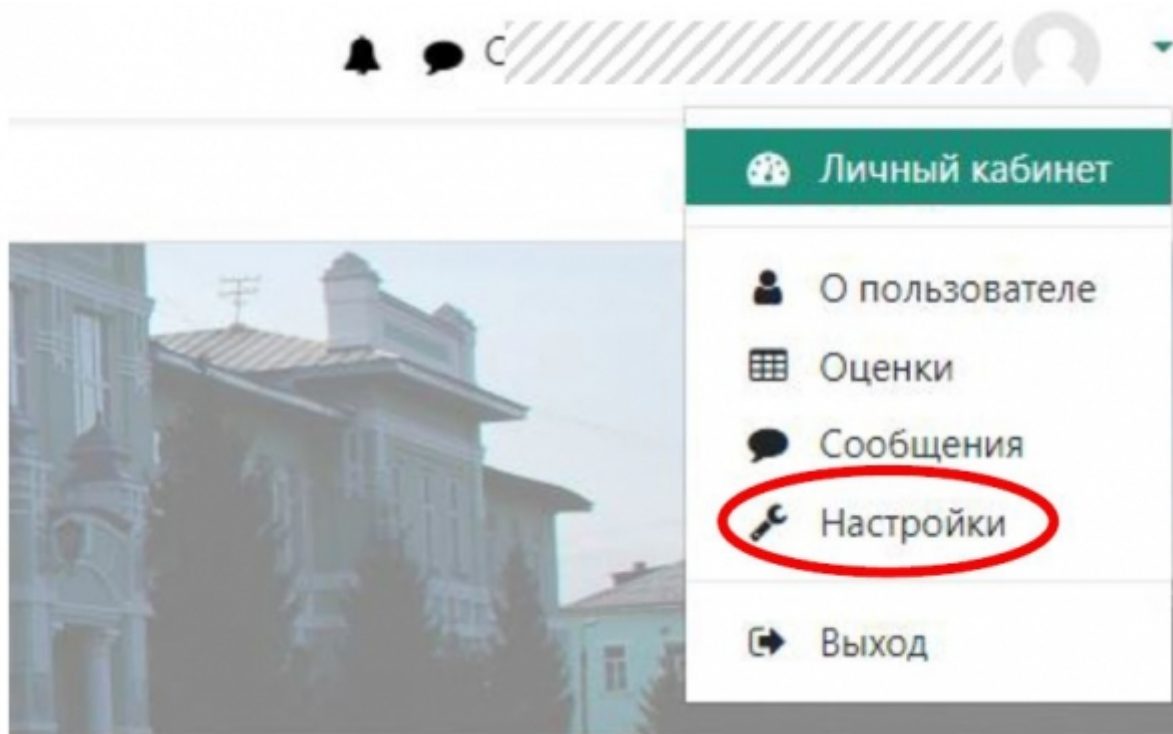 С
Личный кабинет
О пользователе
Оценки
Сообщения
Настройки
Выход